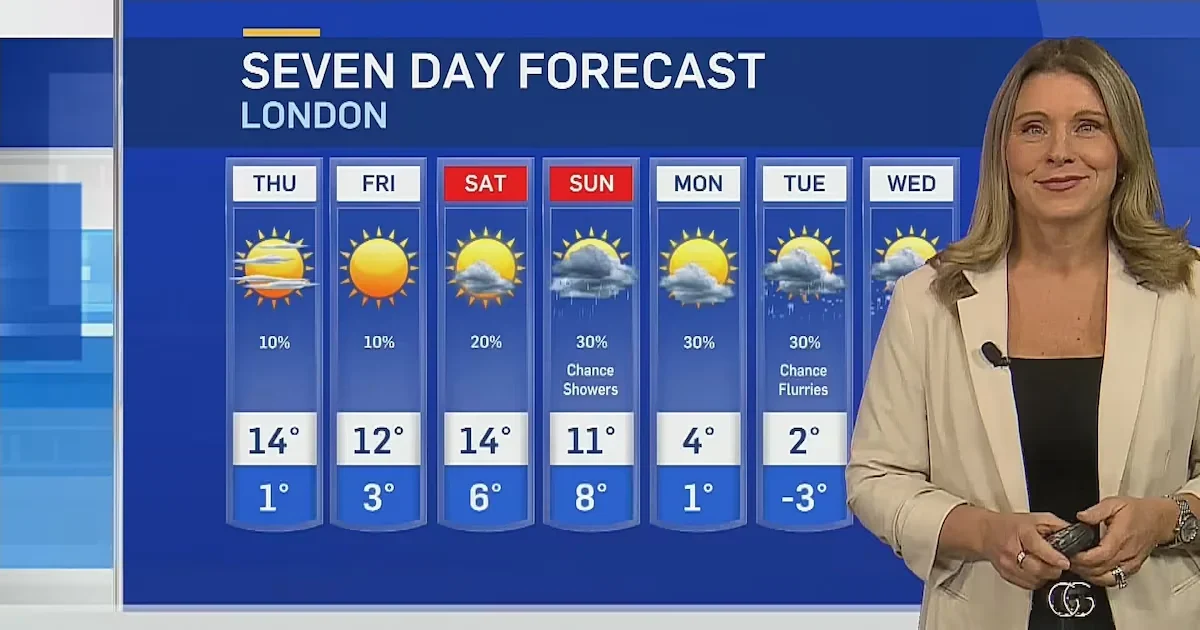 SEVEN DAY FORECAST
LONDON
THU FRI SAT SUN MON TUE WED
10% 10% 20% 30% 30% 30%
Chance Chance
Showers Flurries
14° 12° 14° 11° 4° 2°
1° 3° 6° 8° 1° -3°